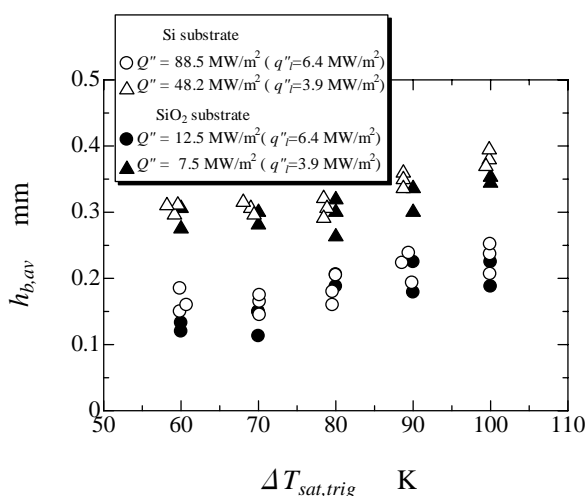 Si substrate
Q" = 88.5 MW/m² ( q"ₗ=6.4 MW/m²)
Q" = 48.2 MW/m² ( q"ₗ=3.9 MW/m²)
SiO₂ substrate
Q" = 12.5 MW/m² ( q"ₗ=6.4 MW/m²)
Q" = 7.5 MW/m² ( q"ₗ=3.9 MW/m²)
0.5
0.4
0.3
0.2
0.1
0
h_b,av mm
50 60 70 80 90 100 110
ΔT_sat,trig K